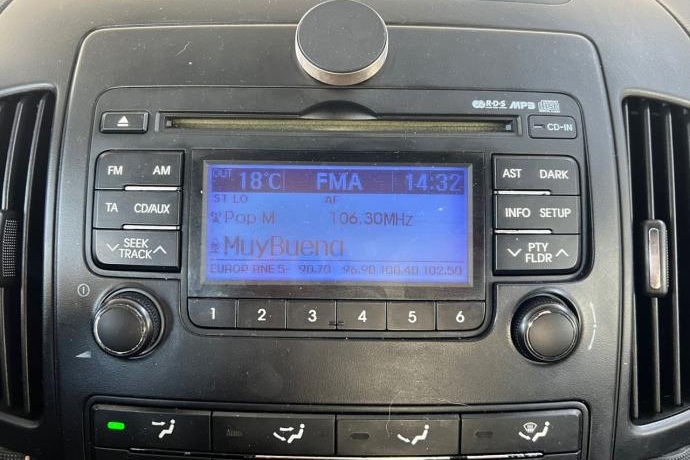 R·D·S MP3
CD-IN
FM AM
AST DARK
OUT 18°C FMA 14:32
ST LO AF
TA CD/AUX
INFO SETUP
Pop M 106.30MHz
SEEK
TRACK
PTY
FLDR
MuyBuena
EUROP RNE 5- 90.70 96.90 100.40 102.50
1 2 3 4 5 6